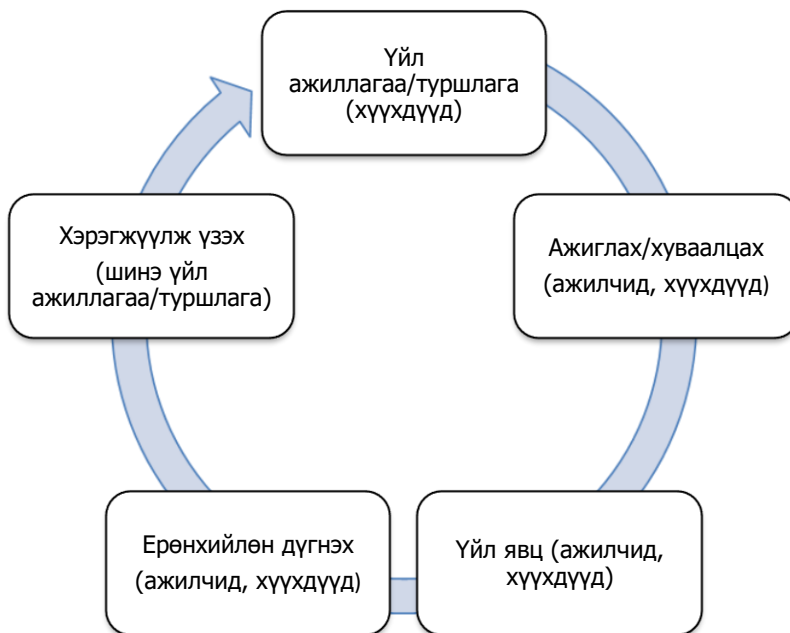 Үйл
ажиллагаа/туршлага
(хүүхдүүд)
Ажиглах/хуваалцах
(ажилчид, хүүхдүүд)
Үйл явц (ажилчид,
хүүхдүүд)
Ерөнхийлөн дүгнэх
(ажилчид, хүүхдүүд)
Хэрэгжүүлж үзэх
(шинэ үйл
ажиллагаа/туршлага)